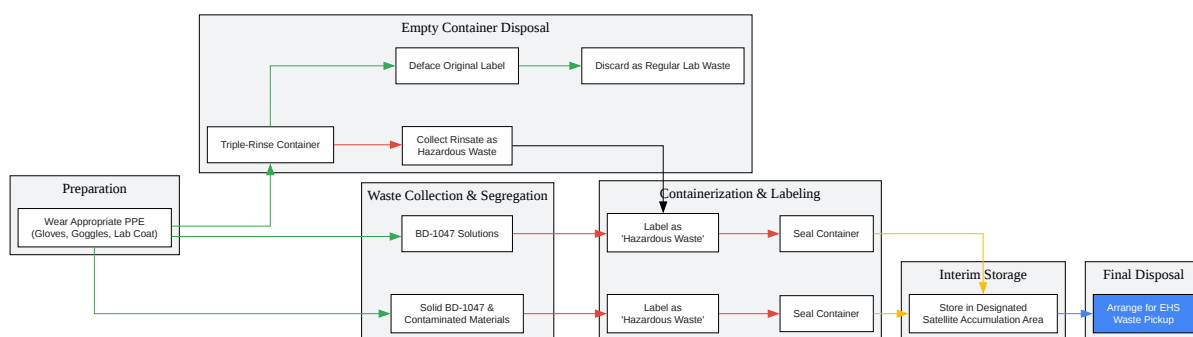 Empty Container Disposal
Deface Original Label
Discard as Regular Lab Waste
Triple-Rinse Container
Collect Rinsate as
Hazardous Waste
Preparation
Wear Appropriate PPE
(Gloves, Goggles, Lab Coat)
Waste Collection & Segregation
BD-1047 Solutions
Solid BD-1047 &
Contaminated Materials
Containerization & Labeling
Label as
'Hazardous Waste'
Seal Container
Label as
'Hazardous Waste'
Seal Container
Interim Storage
Store in Designated
Satellite Accumulation Area
Final Disposal
Arrange for EHS
Waste Pickup